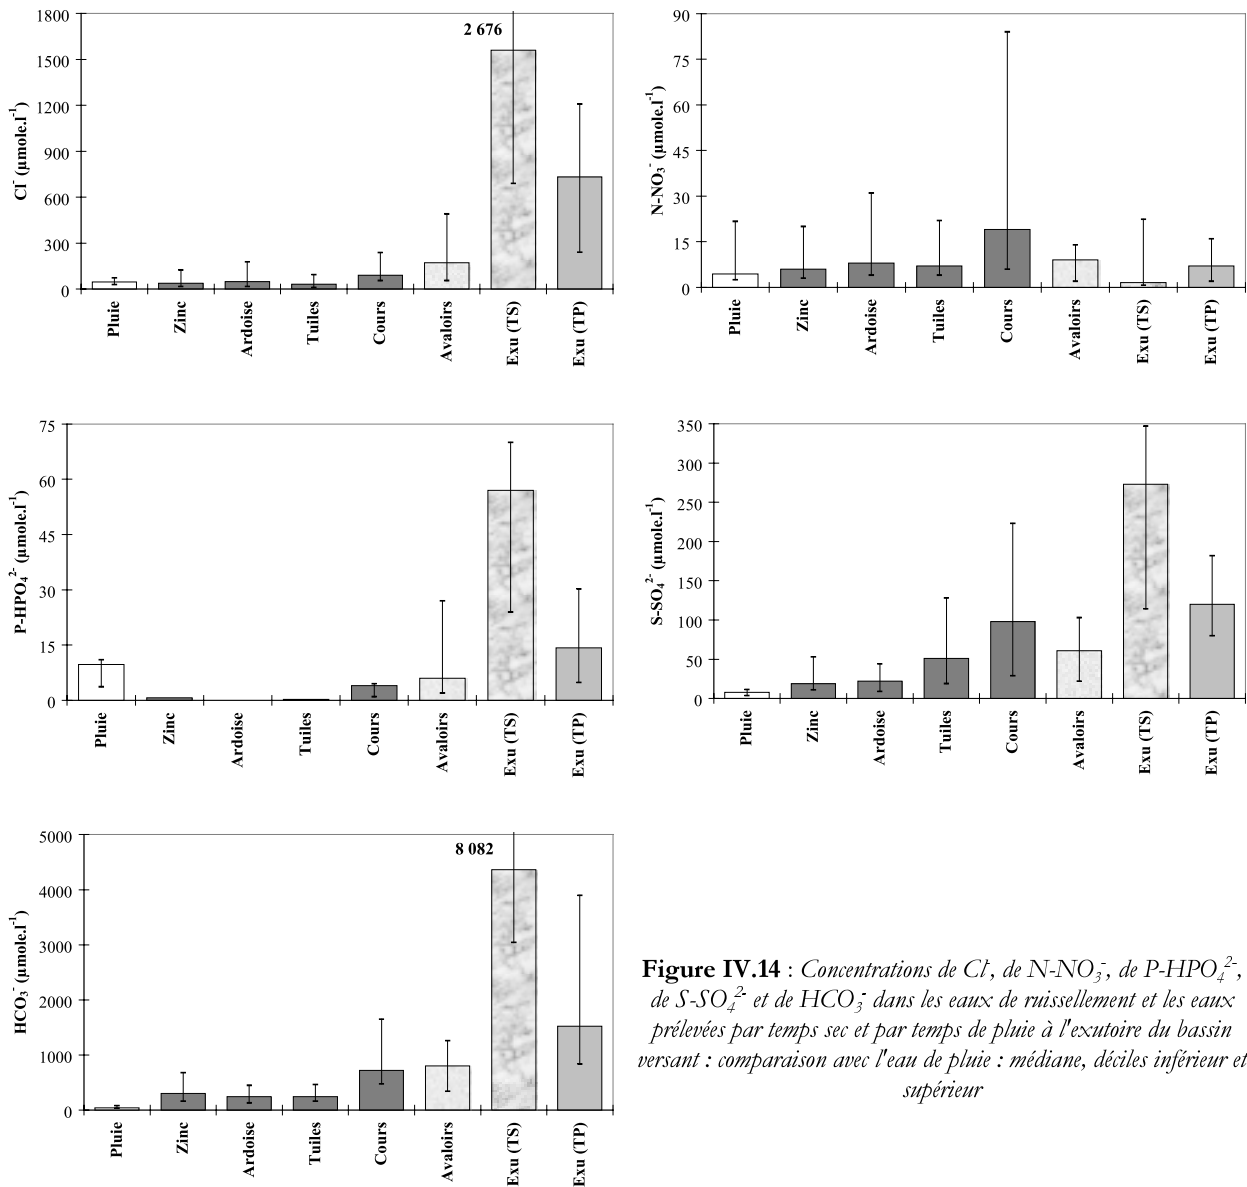 Cl⁻ (µmole.l⁻¹)
1800
1500
1200
900
600
300
0
2 676
Pluie
Zinc
Ardoise
Tuiles
Cours
Avaloirs
Exu (TS)
Exu (TP)
N-NO₃⁻ (µmole.l⁻¹)
90
75
60
45
30
15
0
Pluie
Zinc
Ardoise
Tuiles
Cours
Avaloirs
Exu (TS)
Exu (TP)
P-HPO₄²⁻ (µmole.l⁻¹)
75
60
45
30
15
0
Pluie
Zinc
Ardoise
Tuiles
Cours
Avaloirs
Exu (TS)
Exu (TP)
S-SO₄²⁻ (µmole.l⁻¹)
350
300
250
200
150
100
50
0
Pluie
Zinc
Ardoise
Tuiles
Cours
Avaloirs
Exu (TS)
Exu (TP)
HCO₃⁻ (µmole.l⁻¹)
5000
4000
3000
2000
1000
0
8 082
Pluie
Zinc
Ardoise
Tuiles
Cours
Avaloirs
Exu (TS)
Exu (TP)
Figure IV.14 : Concentrations de Cl⁻, de N-NO₃⁻, de P-HPO₄²⁻,
de S-SO₄²⁻ et de HCO₃⁻ dans les eaux de ruissellement et les eaux
prélevées par temps sec et par temps de pluie à l'exutoire du bassin
versant : comparaison avec l'eau de pluie : médiane, déciles inférieur et
supérieur